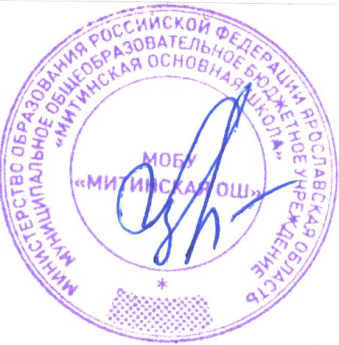 МИНИСТЕРСТВО ОБРАЗОВАНИЯ РОССИЙСКОЙ ФЕДЕРАЦИИ ЯРОСЛАВСКАЯ ОБЛАСТЬ
МУНИЦИПАЛЬНОЕ ОБЩЕОБРАЗОВАТЕЛЬНОЕ БЮДЖЕТНОЕ УЧРЕЖДЕНИЕ
«МИТИНСКАЯ ОСНОВНАЯ ШКОЛА»
МОБУ
«МИТИНСКАЯ ОШ»
*